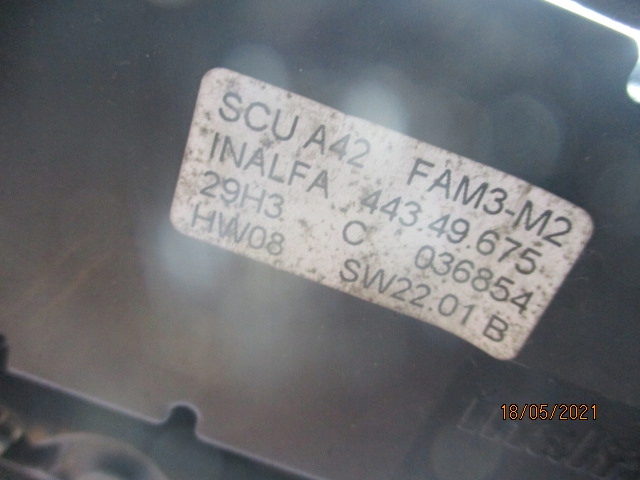 SCU A42 FAM3-M2
INALFA 443.49.675
29H3 C 036854
HW08 SW22.01 B
18/05/2021